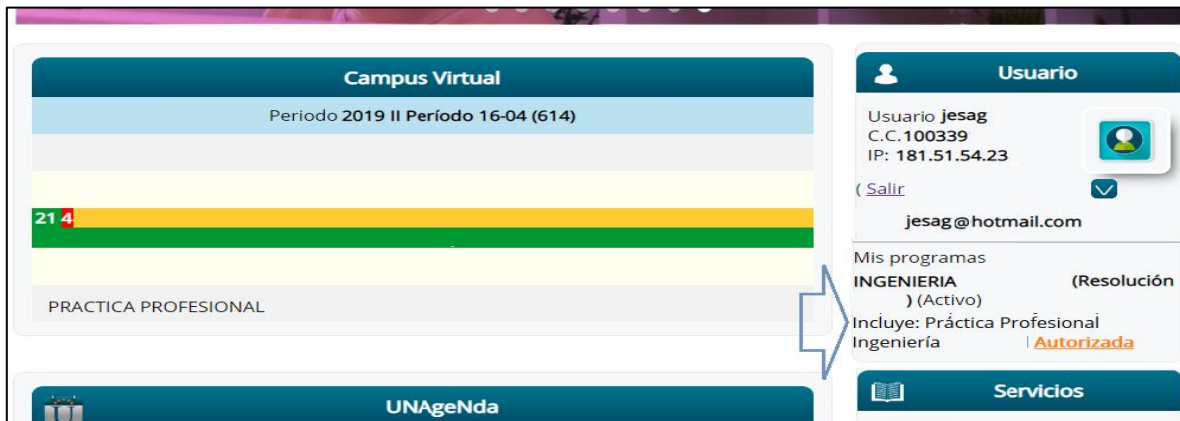 Campus Virtual
Periodo 2019 II Período 16-04 (614)
21 4
PRACTICA PROFESIONAL
UNAgeNda
Usuario
Usuario jesag
C.C.100339
IP: 181.51.54.23
( Salir
jesag@hotmail.com
Mis programas
INGENIERIA (Resolución
) (Activo)
Incluye: Práctica Profesional
Ingeniería | Autorizada
Servicios